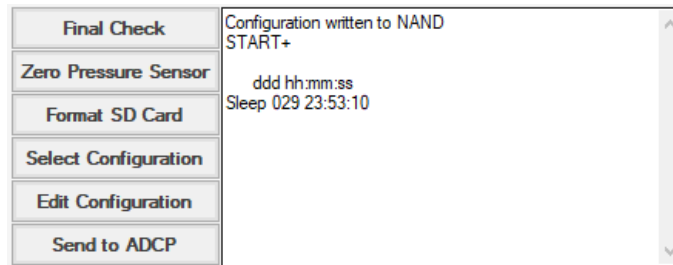 Final Check
Zero Pressure Sensor
Format SD Card
Select Configuration
Edit Configuration
Send to ADCP
Configuration written to NAND
START+
ddd hh:mm:ss
Sleep 029 23:53:10